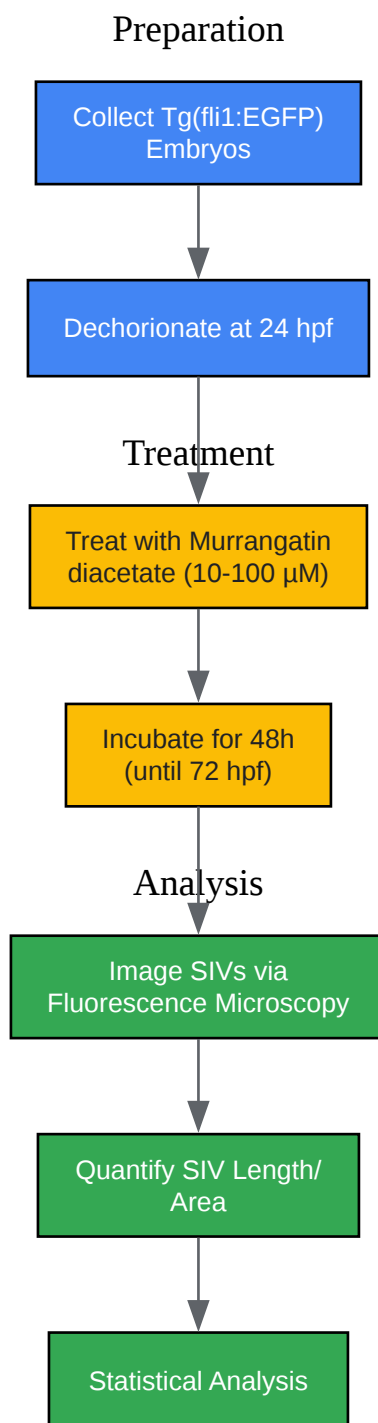 Preparation
Collect Tg(fli1:EGFP)
Embryos
Dechorionate at 24 hpf
Treatment
Treat with Murrangatin
diacetate (10-100 µM)
Incubate for 48h
(until 72 hpf)
Analysis
Image SIVs via
Fluorescence Microscopy
Quantify SIV Length/
Area
Statistical Analysis